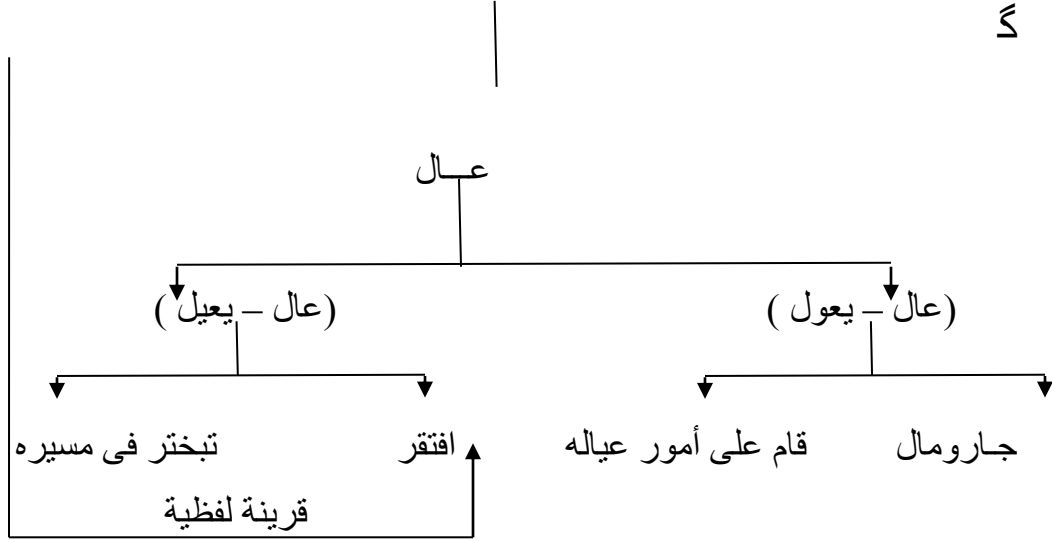 گ
عـــال
(عال – يعول ) (عال – يعيل )
جـارومال قام على أمور عياله افتقر تبختر فى مسيره
قرينة لفظية